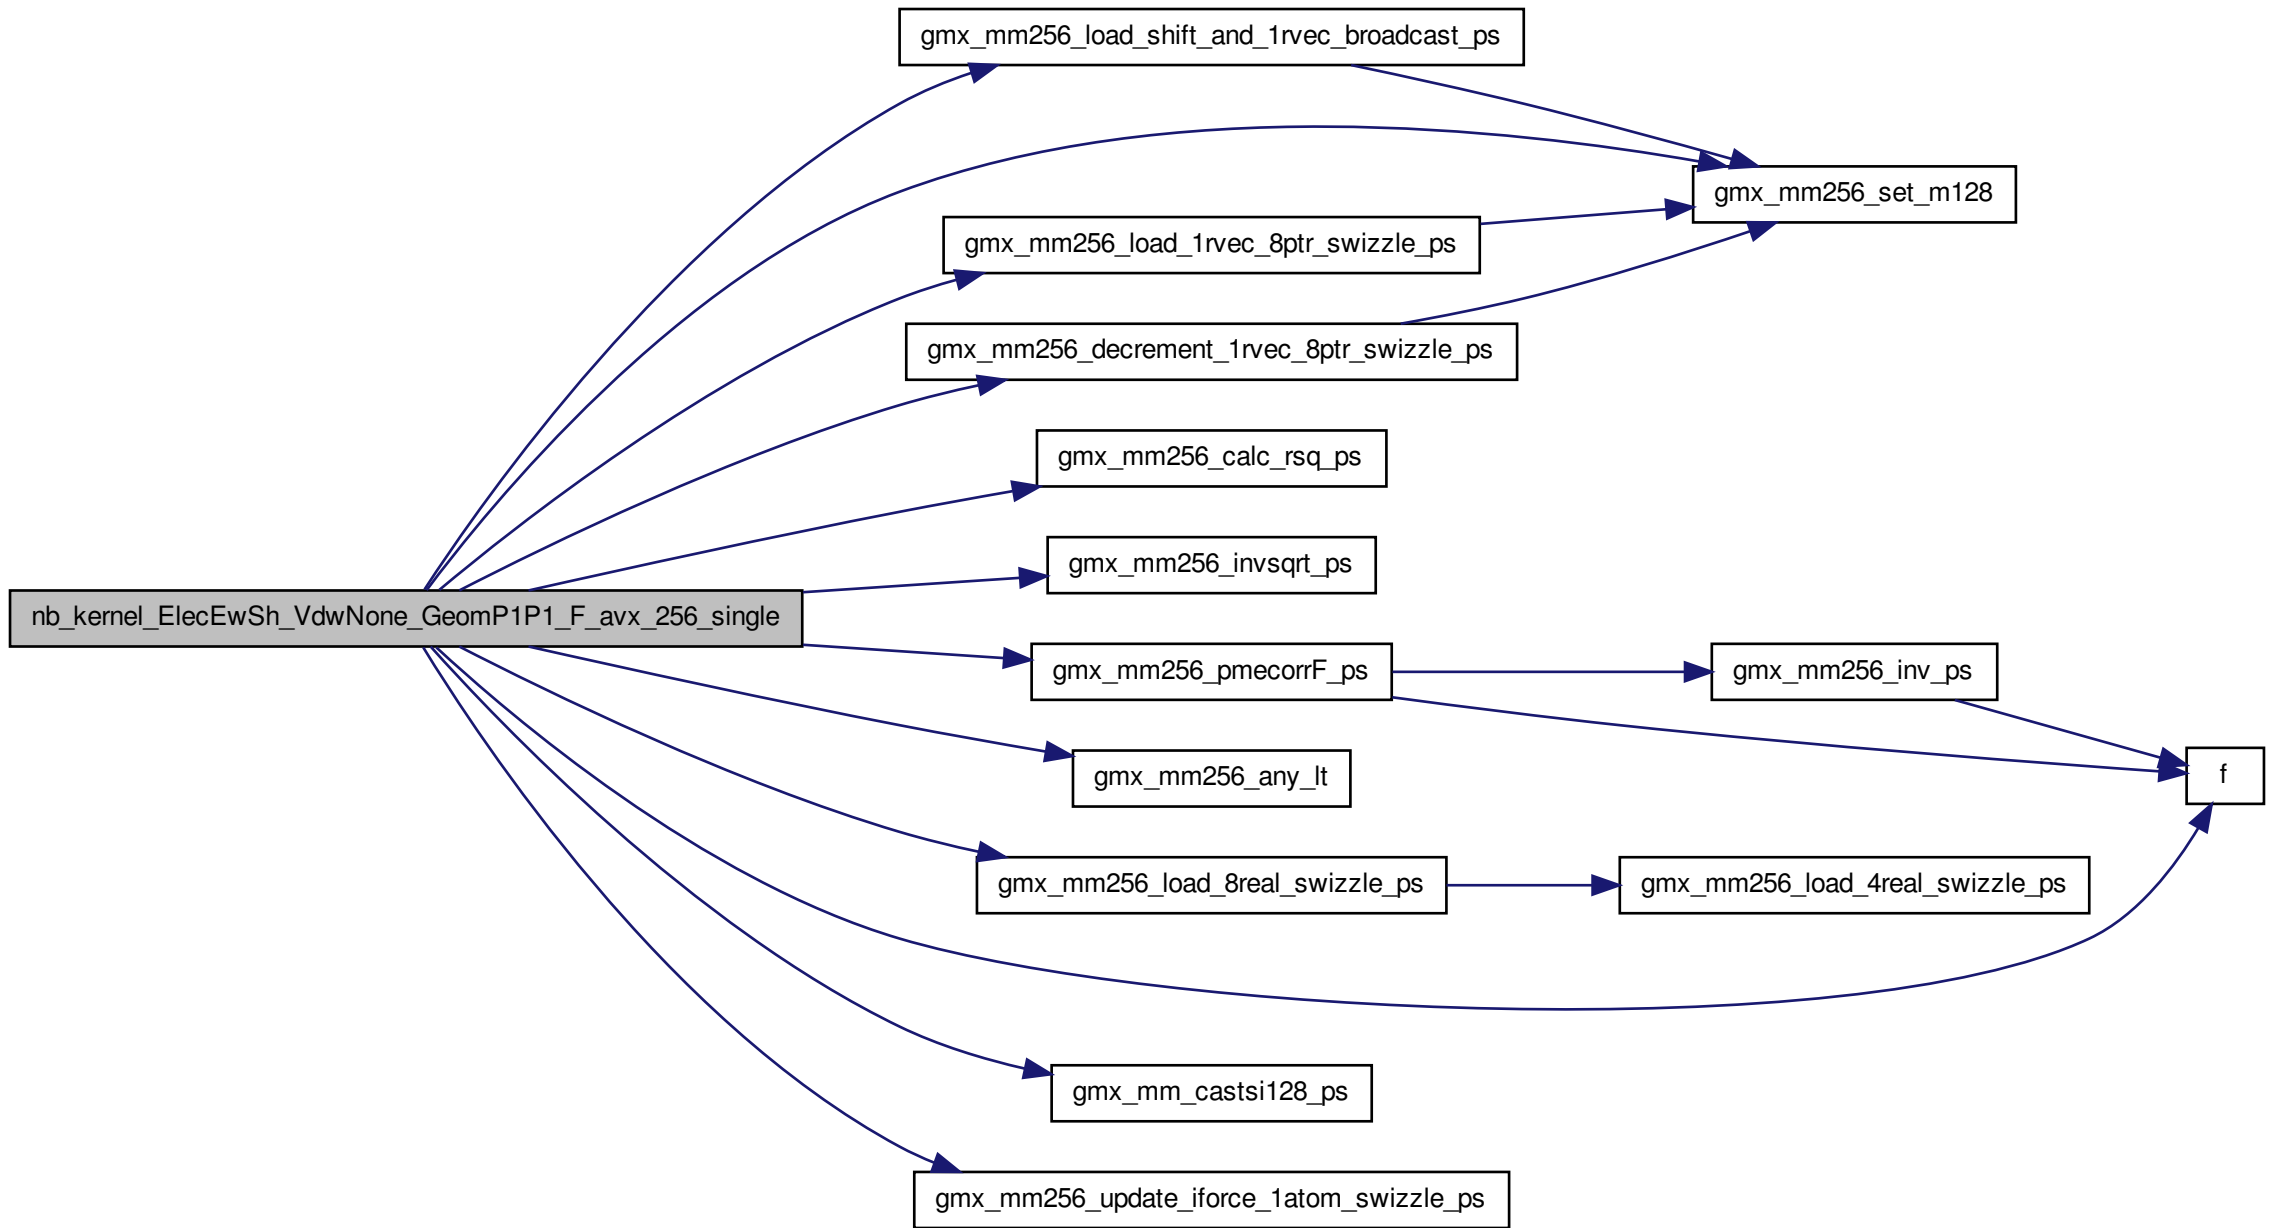 gmx_mm256_load_shift_and_1rvec_broadcast_ps
gmx_mm256_set_m128
gmx_mm256_load_1rvec_8ptr_swizzle_ps
gmx_mm256_decrement_1rvec_8ptr_swizzle_ps
gmx_mm256_calc_rsq_ps
gmx_mm256_invsqrt_ps
nb_kernel_ElecEwSh_VdwNone_GeomP1P1_F_avx_256_single
gmx_mm256_pmecorrF_ps
gmx_mm256_inv_ps
gmx_mm256_any_lt
f
gmx_mm256_load_8real_swizzle_ps
gmx_mm256_load_4real_swizzle_ps
gmx_mm_castsi128_ps
gmx_mm256_update_iforce_1atom_swizzle_ps